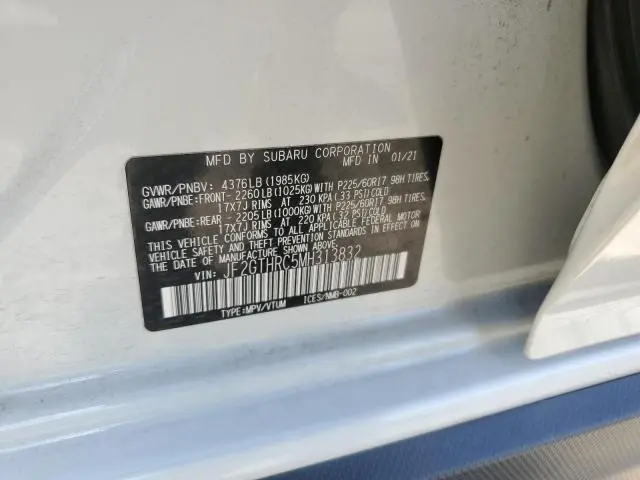 MFD BY SUBARU CORPORATION
MFD IN 01/21
GVWR/PNBV: 4376LB (1985KG)
GAWR/PNBE:FRONT- 2260LB(1025KG)WITH P225/60R17 98H TIRES,
17X7J RIMS AT 230 KPA (33 PSI)COLD
GAWR/PNBE:REAR - 2205LB(1000KG)WITH P225/60R17 98H TIRES,
17X7J RIMS AT 220 KPA (32 PSI)COLD
THIS VEHICLE CONFORMS TO ALL APPLICABLE FEDERAL MOTOR
VEHICLE SAFETY AND THEFT PREVENTION STANDARDS IN EFFECT
ON THE DATE OF MANUFACTURE SHOWN ABOVE.
VIN: JF2GTHRC5MH313832
TYPE:MPV/VTUM ICES/NMB-002